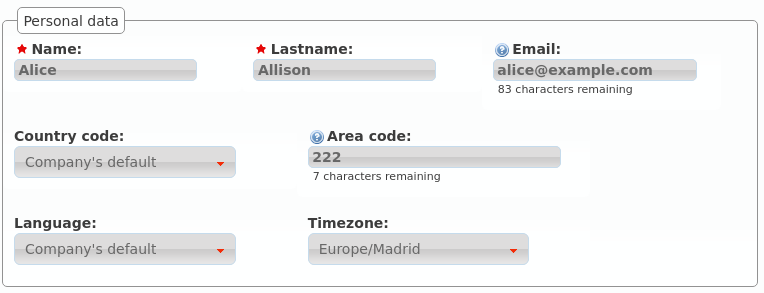 Personal data
Name: Lastname: Email:
Alice Allison alice@example.com
83 characters remaining
Country code: Area code:
Company's default 222
7 characters remaining
Language: Timezone:
Company's default Europe/Madrid